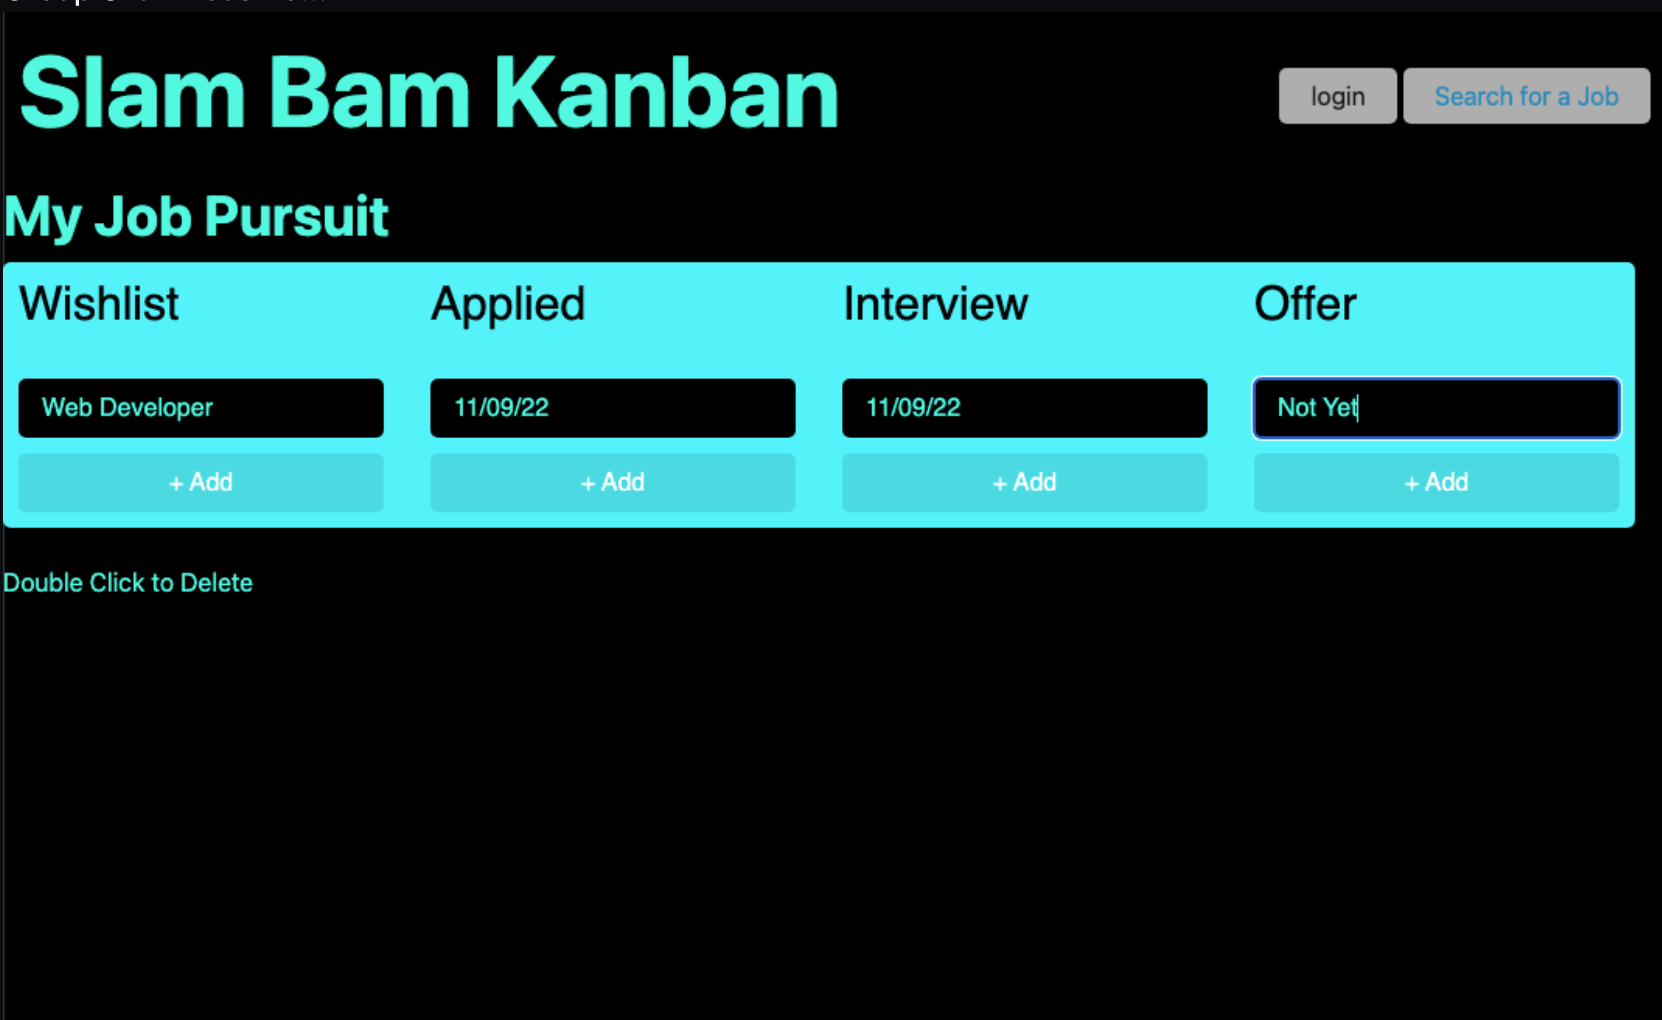 Slam Bam Kanban
login
Search for a Job
My Job Pursuit
Wishlist
Applied
Interview
Offer
Web Developer
11/09/22
11/09/22
Not Yet
+ Add
+ Add
+ Add
+ Add
Double Click to Delete